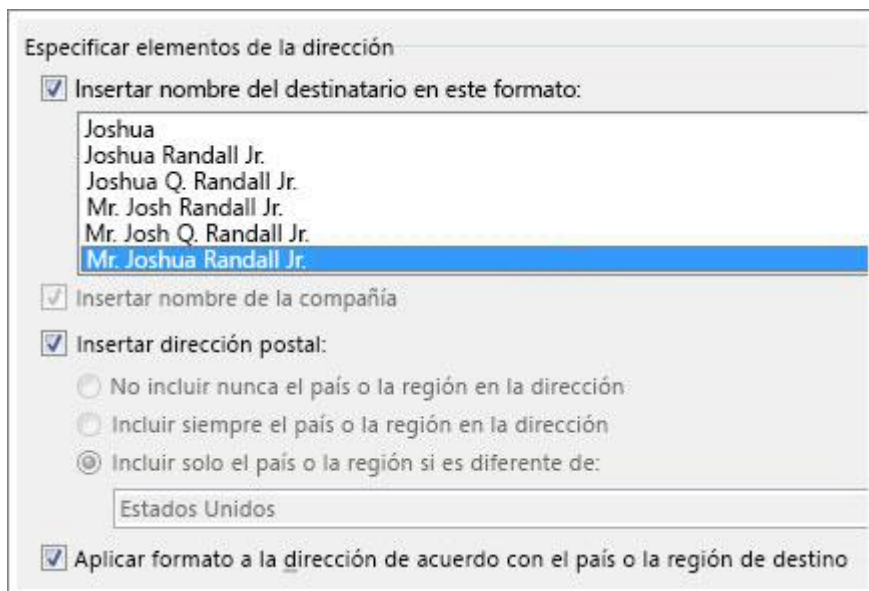 Especificar elementos de la dirección
Insertar nombre del destinatario en este formato:
Joshua
Joshua Randall Jr.
Joshua Q. Randall Jr.
Mr. Josh Randall Jr.
Mr. Josh Q. Randall Jr.
Mr. Joshua Randall Jr.
Insertar nombre de la compañía
Insertar dirección postal:
No incluir nunca el país o la región en la dirección
Incluir siempre el país o la región en la dirección
Incluir solo el país o la región si es diferente de:
Estados Unidos
Aplicar formato a la dirección de acuerdo con el país o la región de destino